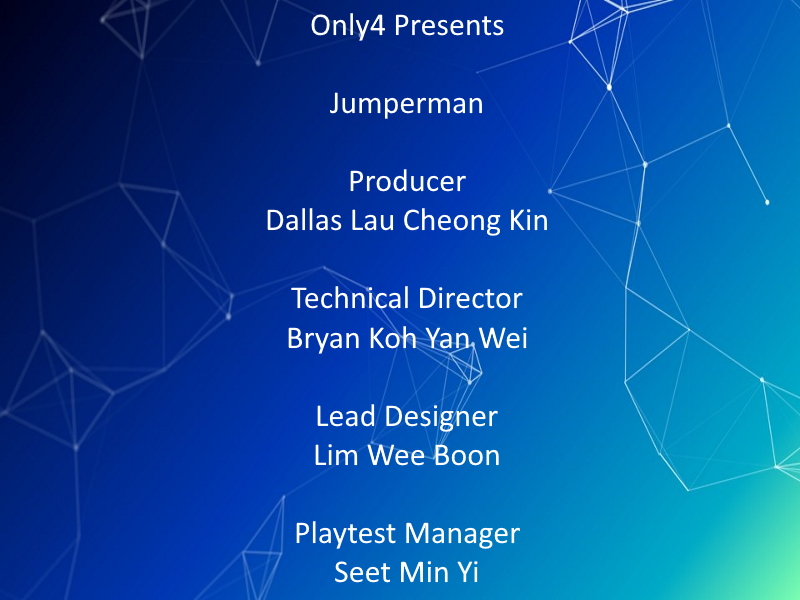 Only4 Presents
Jumperman
Producer
Dallas Lau Cheong Kin
Technical Director
Bryan Koh Yan Wei
Lead Designer
Lim Wee Boon
Playtest Manager
Seet Min Yi